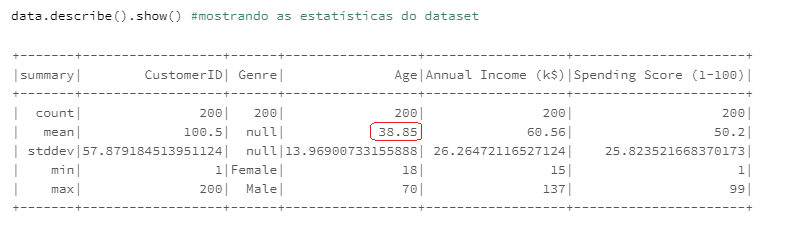 data.describe().show() #mostrando as estatísticas do dataset
+-------+------------------+------+-----------------+------------------+----------------------+
|summary|        CustomerID| Genre|              Age|Annual Income (k$)|Spending Score (1-100)|
+-------+------------------+------+-----------------+------------------+----------------------+
|  count|               200|   200|              200|               200|                   200|
|   mean|             100.5|  null|            38.85|             60.56|                  50.2|
| stddev|57.879184513951124|  null|13.96900733155888| 26.26472116527124|    25.823521668370173|
|    min|                 1|Female|               18|                15|                     1|
|    max|               200|  Male|               70|               137|                    99|
+-------+------------------+------+-----------------+------------------+----------------------+